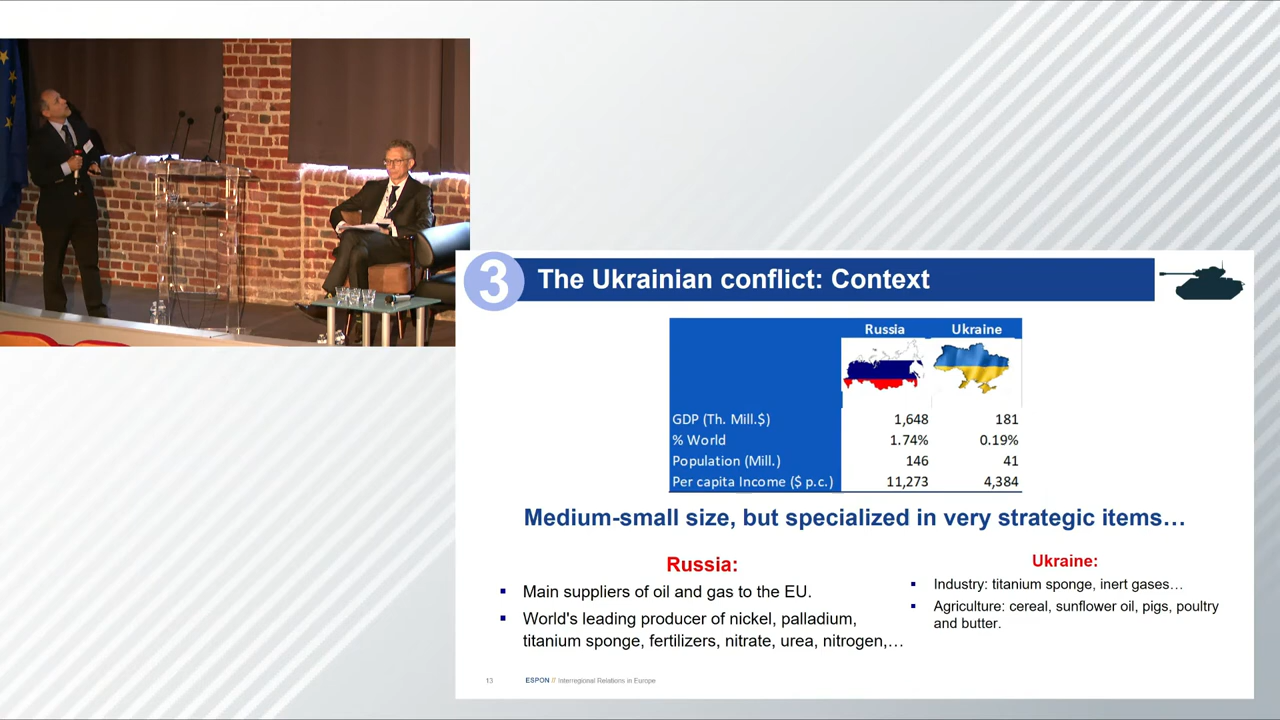 3
The Ukrainian conflict: Context
Russia Ukraine
GDP (Th. Mill.$) 1,648 181
% World 1.74% 0.19%
Population (Mill.) 146 41
Per capita Income ($ p.c.) 11,273 4,384
Medium-small size, but specialized in very strategic items…
Russia:
▪ Main suppliers of oil and gas to the EU.
▪ World's leading producer of nickel, palladium,
titanium sponge, fertilizers, nitrate, urea, nitrogen,…
Ukraine:
▪ Industry: titanium sponge, inert gases…
▪ Agriculture: cereal, sunflower oil, pigs, poultry
and butter.
13 ESPON // Interregional Relations in Europe